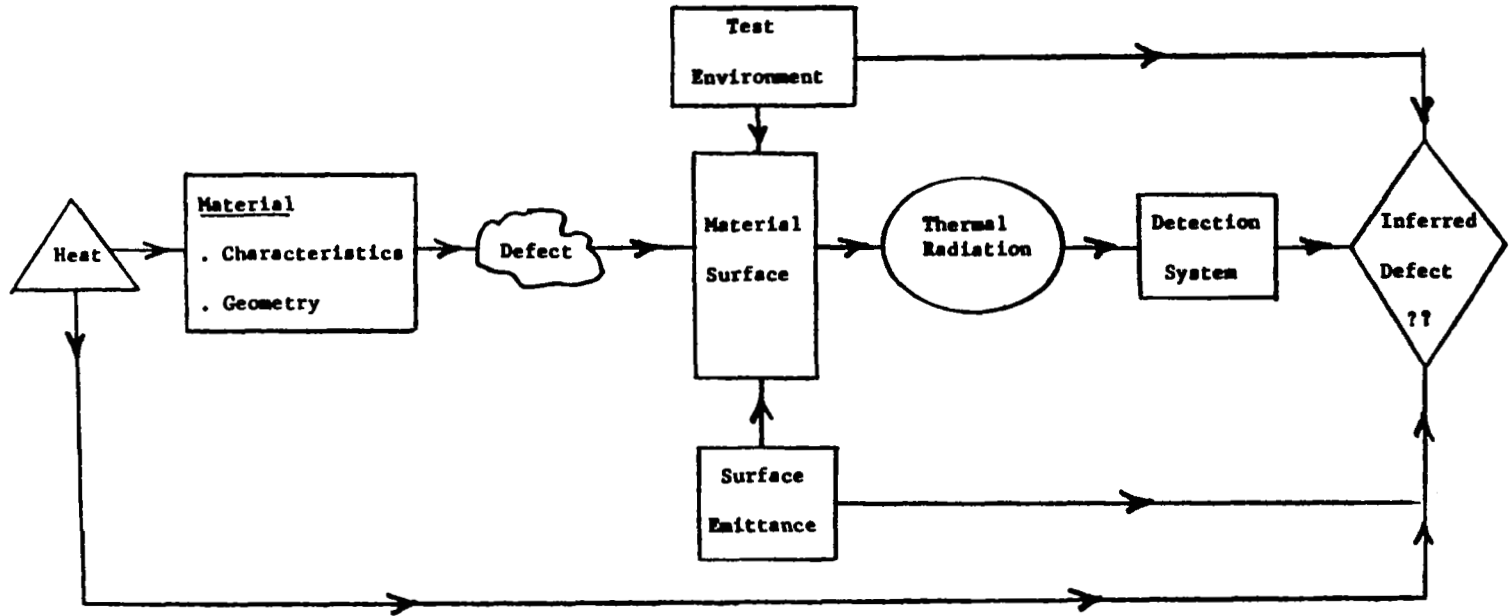 Test
Environment
Heat
Material
. Characteristics
. Geometry
Defect
Material
Surface
Thermal
Radiation
Detection
System
Inferred
Defect
??
Surface
Emittance